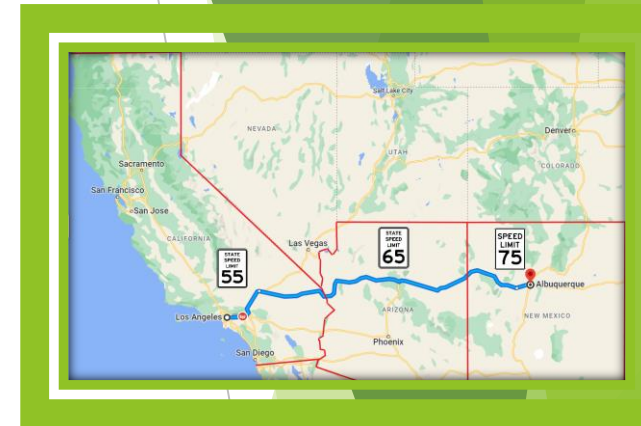 Salt Lake City
NEVADA
Denver
UTAH
COLORADO
Sacramento
San Francisco
San Jose
CALIFORNIA
Las Vegas
STATE
SPEED
LIMIT
55
STATE
SPEED
LIMIT
65
SPEED
LIMIT
75
Albuquerque
Los Angeles
ARIZONA
NEW MEXICO
Phoenix
San Diego